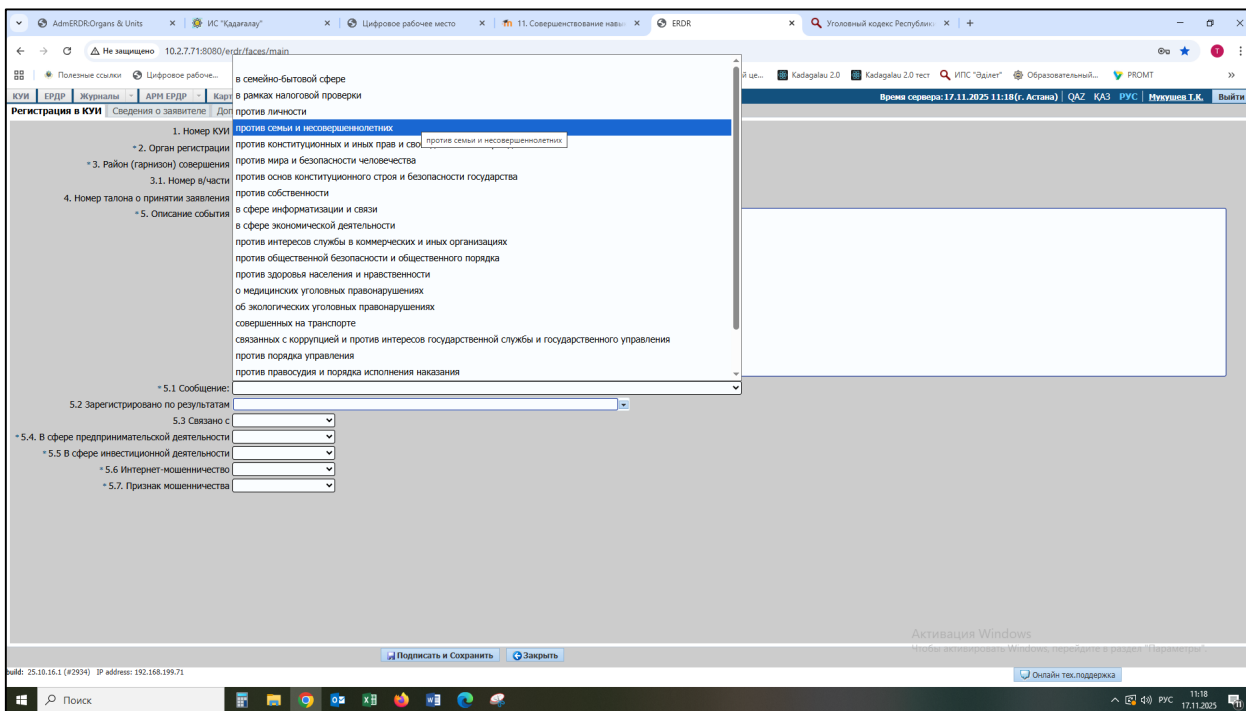 AdmERDR:Organs & Units
ИС "Қадағалау"
Цифровое рабочее место
11. Совершенствование навы
ERDR
Уголовный кодекс Республик
Не защищено 10.2.7.71:8080/erdr/faces/main
Полезные ссылки
Цифровое рабоче...
Kadagalau 2.0
Kadagalau 2.0 тест
ИПС "Әділет"
Образовательный...
PROMT
КУИ ЕРДР Журналы АРМ ЕРДР
Время сервера:17.11.2025 11:18(г. Астана) QAZ ҚАЗ РУС Мукушев Т.К. Выйти
Регистрация в КУИ Сведения о заявителе
в семейно-бытовой сфере
в рамках налоговой проверки
против личности
1. Номер КУИ
против семьи и несовершеннолетних
против семьи и несовершеннолетних
* 2. Орган регистрации
против конституционных и иных прав и
* 3. Район (гарнизон) совершения
против мира и безопасности человечества
3.1. Номер в/части
против основ конституционного строя и безопасности государства
4. Номер талона о принятии заявления
против собственности
* 5. Описание события
в сфере информатизации и связи
в сфере экономической деятельности
против интересов службы в коммерческих и иных организациях
против общественной безопасности и общественного порядка
против здоровья населения и нравственности
о медицинских уголовных правонарушениях
об экологических уголовных правонарушениях
совершенных на транспорте
связанных с коррупцией и против интересов государственной службы и государственного управления
против порядка управления
против правосудия и порядка исполнения наказания
* 5.1 Сообщение:
5.2 Зарегистрировано по результатам
5.3 Связано с
* 5.4. В сфере предпринимательской деятельности
* 5.5 В сфере инвестиционной деятельности
* 5.6 Интернет-мошенничество
* 5.7. Признак мошенничества
Активация Windows
Чтобы активировать Windows, перейдите в раздел "Параметры".
Подписать и Сохранить
Закрыть
build: 25.10.16.1 (#2934) IP address: 192.168.199.71
Онлайн тех.поддержка
Поиск
РУС
11:18
17.11.2025